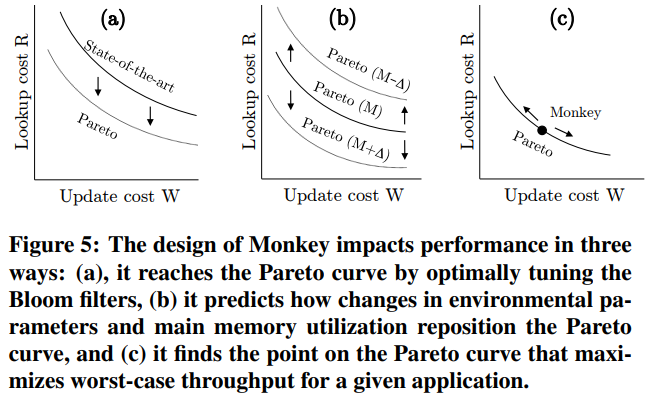 (a)
Lookup cost R
State-of-the-art
Pareto
Update cost W
(b)
Lookup cost R
Pareto (M-Δ)
Pareto (M)
Pareto (M+Δ)
Update cost W
(c)
Lookup cost R
Monkey
Pareto
Update cost W
Figure 5: The design of Monkey impacts performance in three
ways: (a), it reaches the Pareto curve by optimally tuning the
Bloom filters, (b) it predicts how changes in environmental pa-
rameters and main memory utilization reposition the Pareto
curve, and (c) it finds the point on the Pareto curve that maxi-
mizes worst-case throughput for a given application.